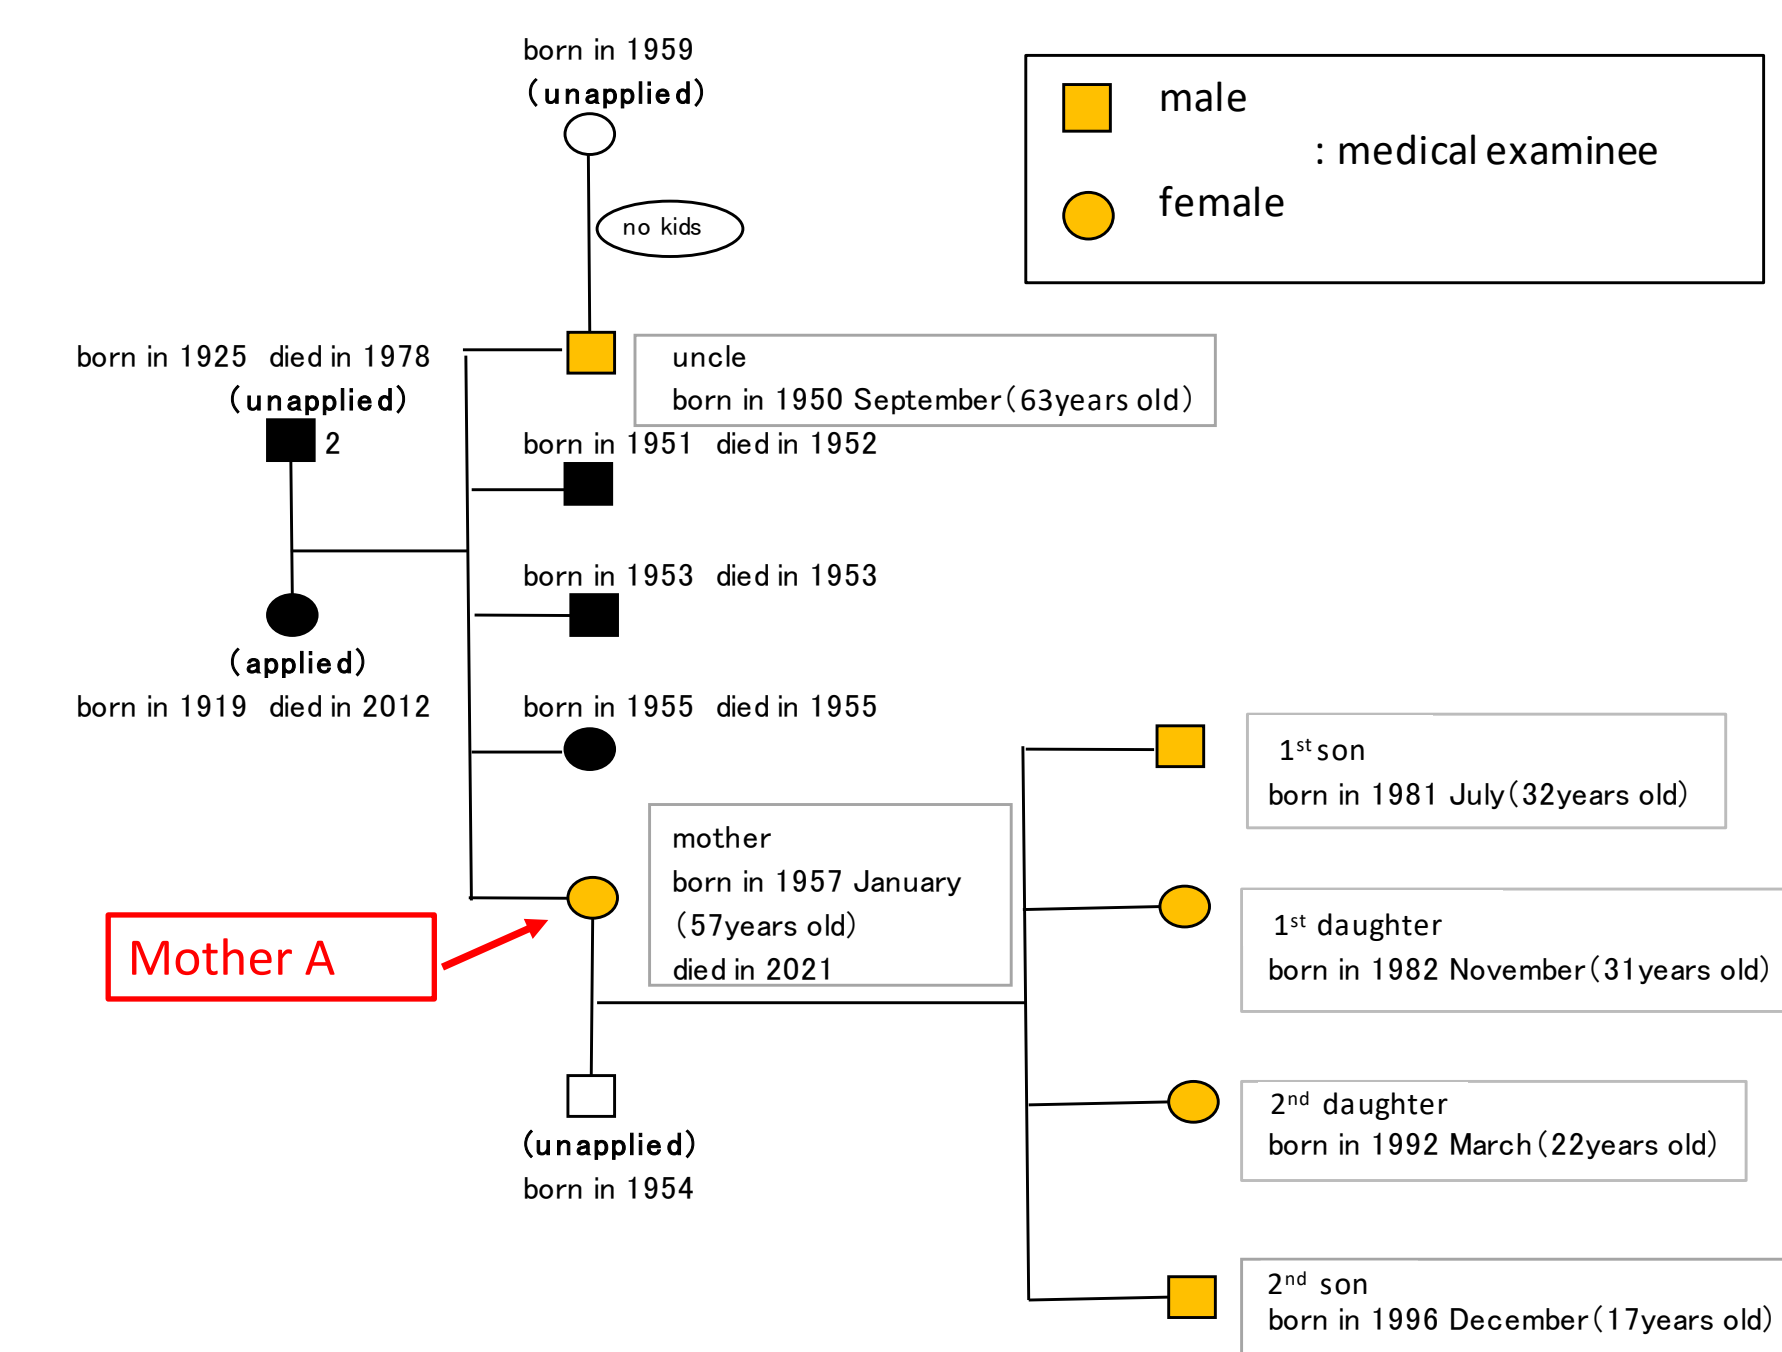 born in 1959
(unapplied)
male
: medical examinee
female
no kids
born in 1925 died in 1978
(unapplied)
2
uncle
born in 1950 September(63years old)
born in 1951 died in 1952
born in 1953 died in 1953
(applied)
born in 1919 died in 2012
born in 1955 died in 1955
1st son
born in 1981 July(32years old)
mother
born in 1957 January
(57years old)
died in 2021
Mother A
1st daughter
born in 1982 November(31years old)
2nd daughter
born in 1992 March(22years old)
(unapplied)
born in 1954
2nd son
born in 1996 December(17years old)